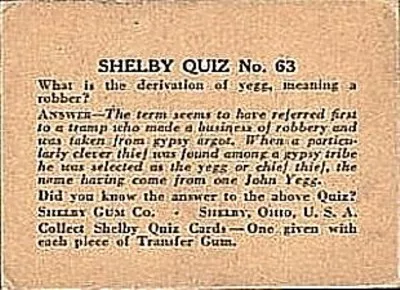 SHELBY QUIZ No. 63
What is the derivation of yegg, meaning a
robber?
ANSWER—The term seems to have referred first
to a tramp who made a business of robbery and
was taken from gypsy argot. When a particu-
larly clever thief was found among a gypsy tribe
he was selected as the yegg or chief thief, the
name having come from one John Yegg.
Did you know the answer to the above Quiz?
SHELBY GUM CO. - SHELBY, OHIO, U. S. A.
Collect Shelby Quiz Cards—One given with
each piece of Transfer Gum.